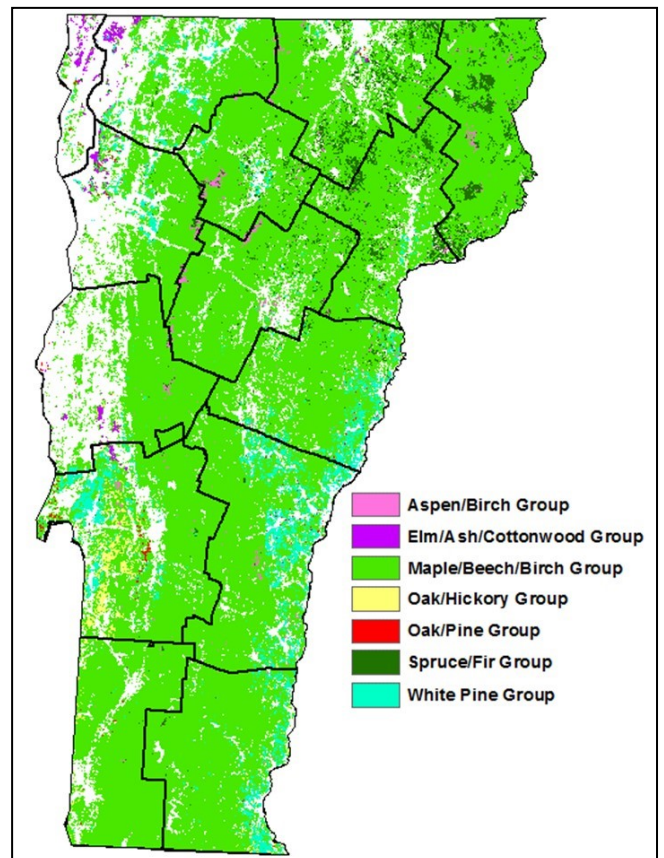 Aspen/Birch Group
Elm/Ash/Cottonwood Group
Maple/Beech/Birch Group
Oak/Hickory Group
Oak/Pine Group
Spruce/Fir Group
White Pine Group